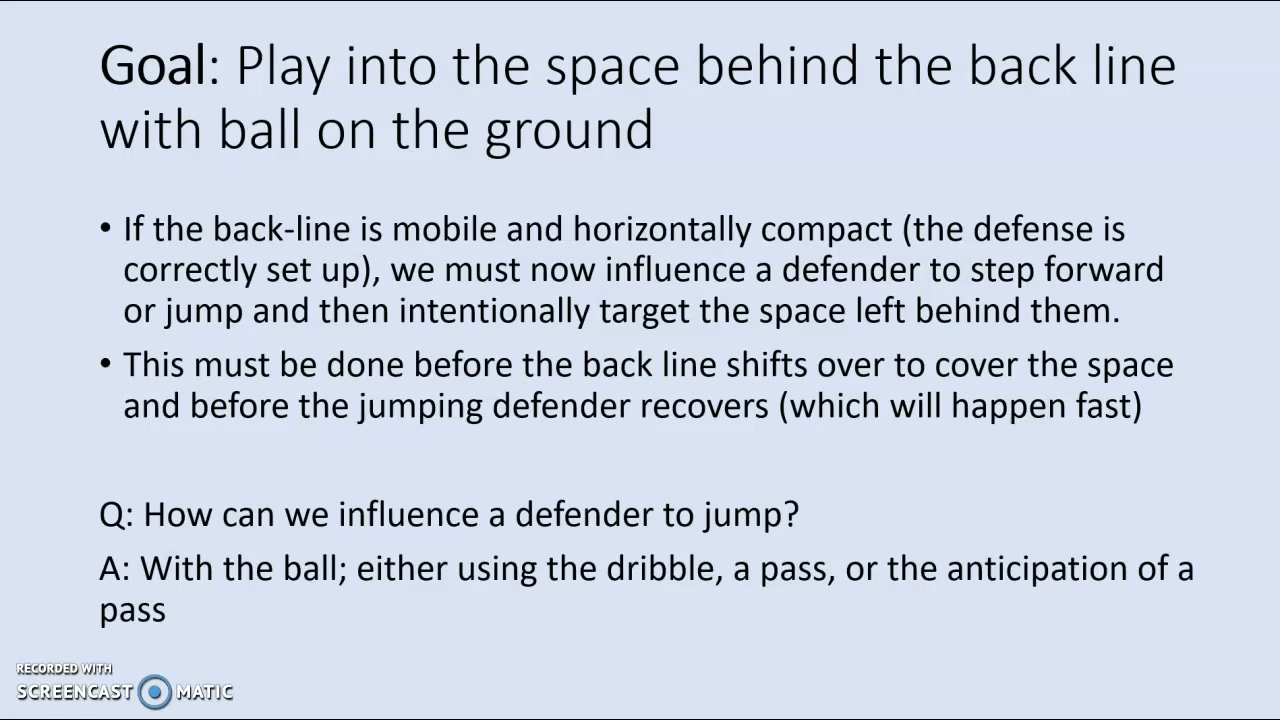 Goal: Play into the space behind the back line
with ball on the ground
• If the back-line is mobile and horizontally compact (the defense is
correctly set up), we must now influence a defender to step forward
or jump and then intentionally target the space left behind them.
• This must be done before the back line shifts over to cover the space
and before the jumping defender recovers (which will happen fast)
Q: How can we influence a defender to jump?
A: With the ball; either using the dribble, a pass, or the anticipation of a
pass
RECORDED WITH
SCREENCAST MATIC